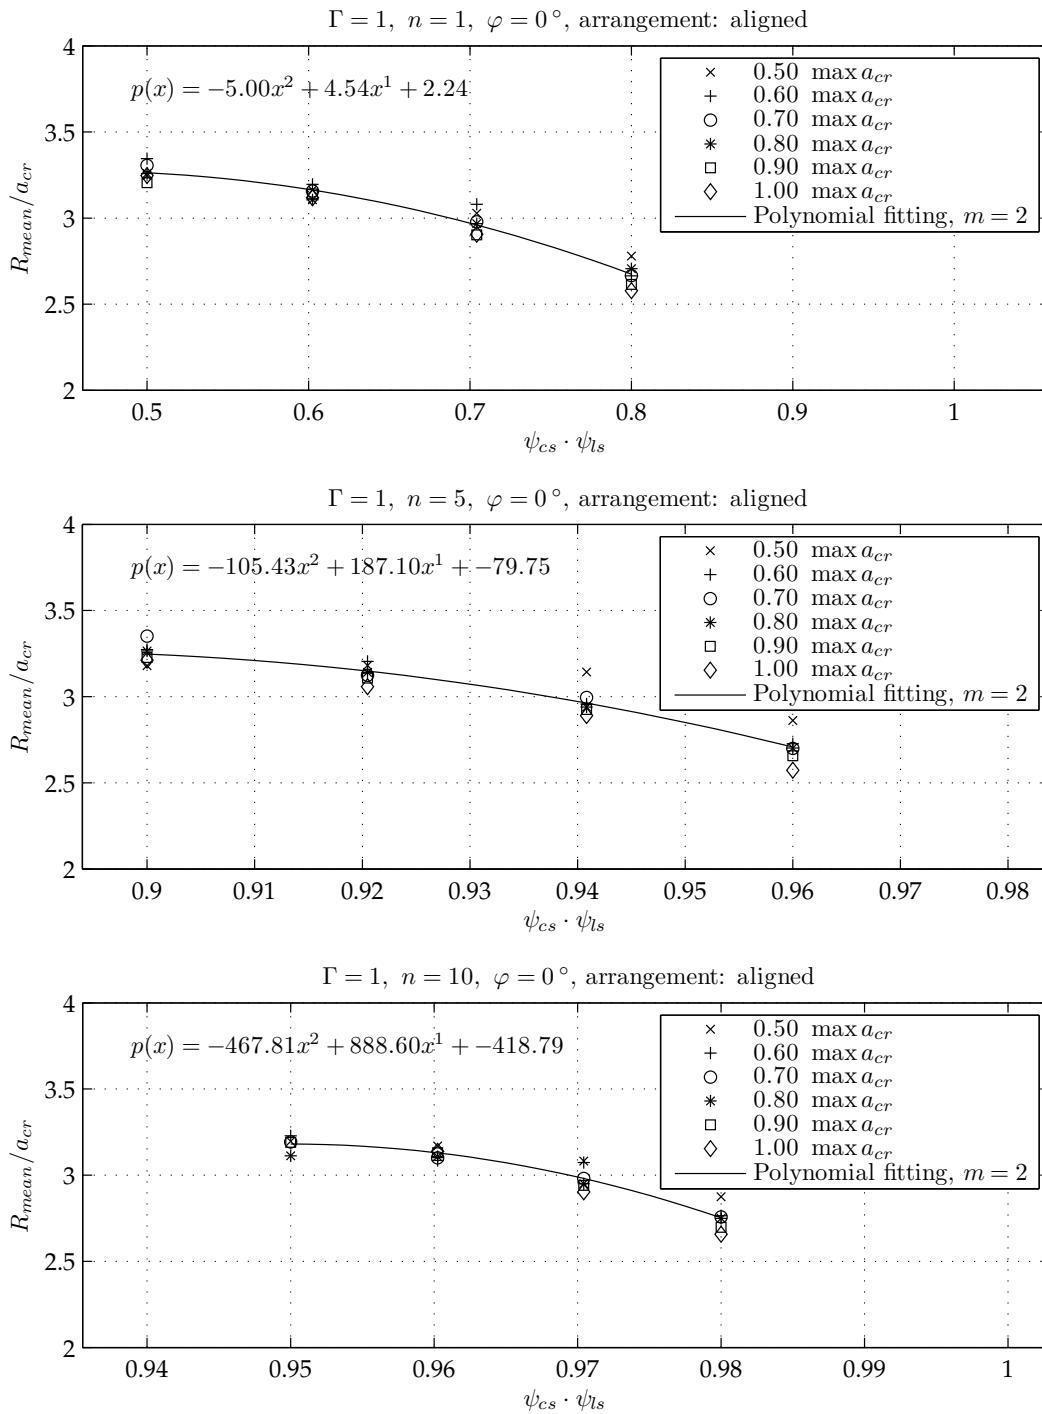 Γ = 1, n = 1, φ = 0°, arrangement: aligned
p(x) = −5.00x² + 4.54x¹ + 2.24
0.50 max a_cr
0.60 max a_cr
0.70 max a_cr
0.80 max a_cr
0.90 max a_cr
1.00 max a_cr
Polynomial fitting, m = 2
4
3.5
3
2.5
2
R_mean/a_cr
0.5 0.6 0.7 0.8 0.9 1
ψ_cs · ψ_ls
Γ = 1, n = 5, φ = 0°, arrangement: aligned
p(x) = −105.43x² + 187.10x¹ + −79.75
0.50 max a_cr
0.60 max a_cr
0.70 max a_cr
0.80 max a_cr
0.90 max a_cr
1.00 max a_cr
Polynomial fitting, m = 2
4
3.5
3
2.5
2
R_mean/a_cr
0.9 0.91 0.92 0.93 0.94 0.95 0.96 0.97 0.98
ψ_cs · ψ_ls
Γ = 1, n = 10, φ = 0°, arrangement: aligned
p(x) = −467.81x² + 888.60x¹ + −418.79
0.50 max a_cr
0.60 max a_cr
0.70 max a_cr
0.80 max a_cr
0.90 max a_cr
1.00 max a_cr
Polynomial fitting, m = 2
4
3.5
3
2.5
2
R_mean/a_cr
0.94 0.95 0.96 0.97 0.98 0.99 1
ψ_cs · ψ_ls